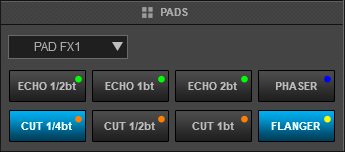 PADS
PAD FX1
ECHO 1/2bt ECHO 1bt ECHO 2bt PHASER
CUT 1/4bt CUT 1/2bt CUT 1bt FLANGER